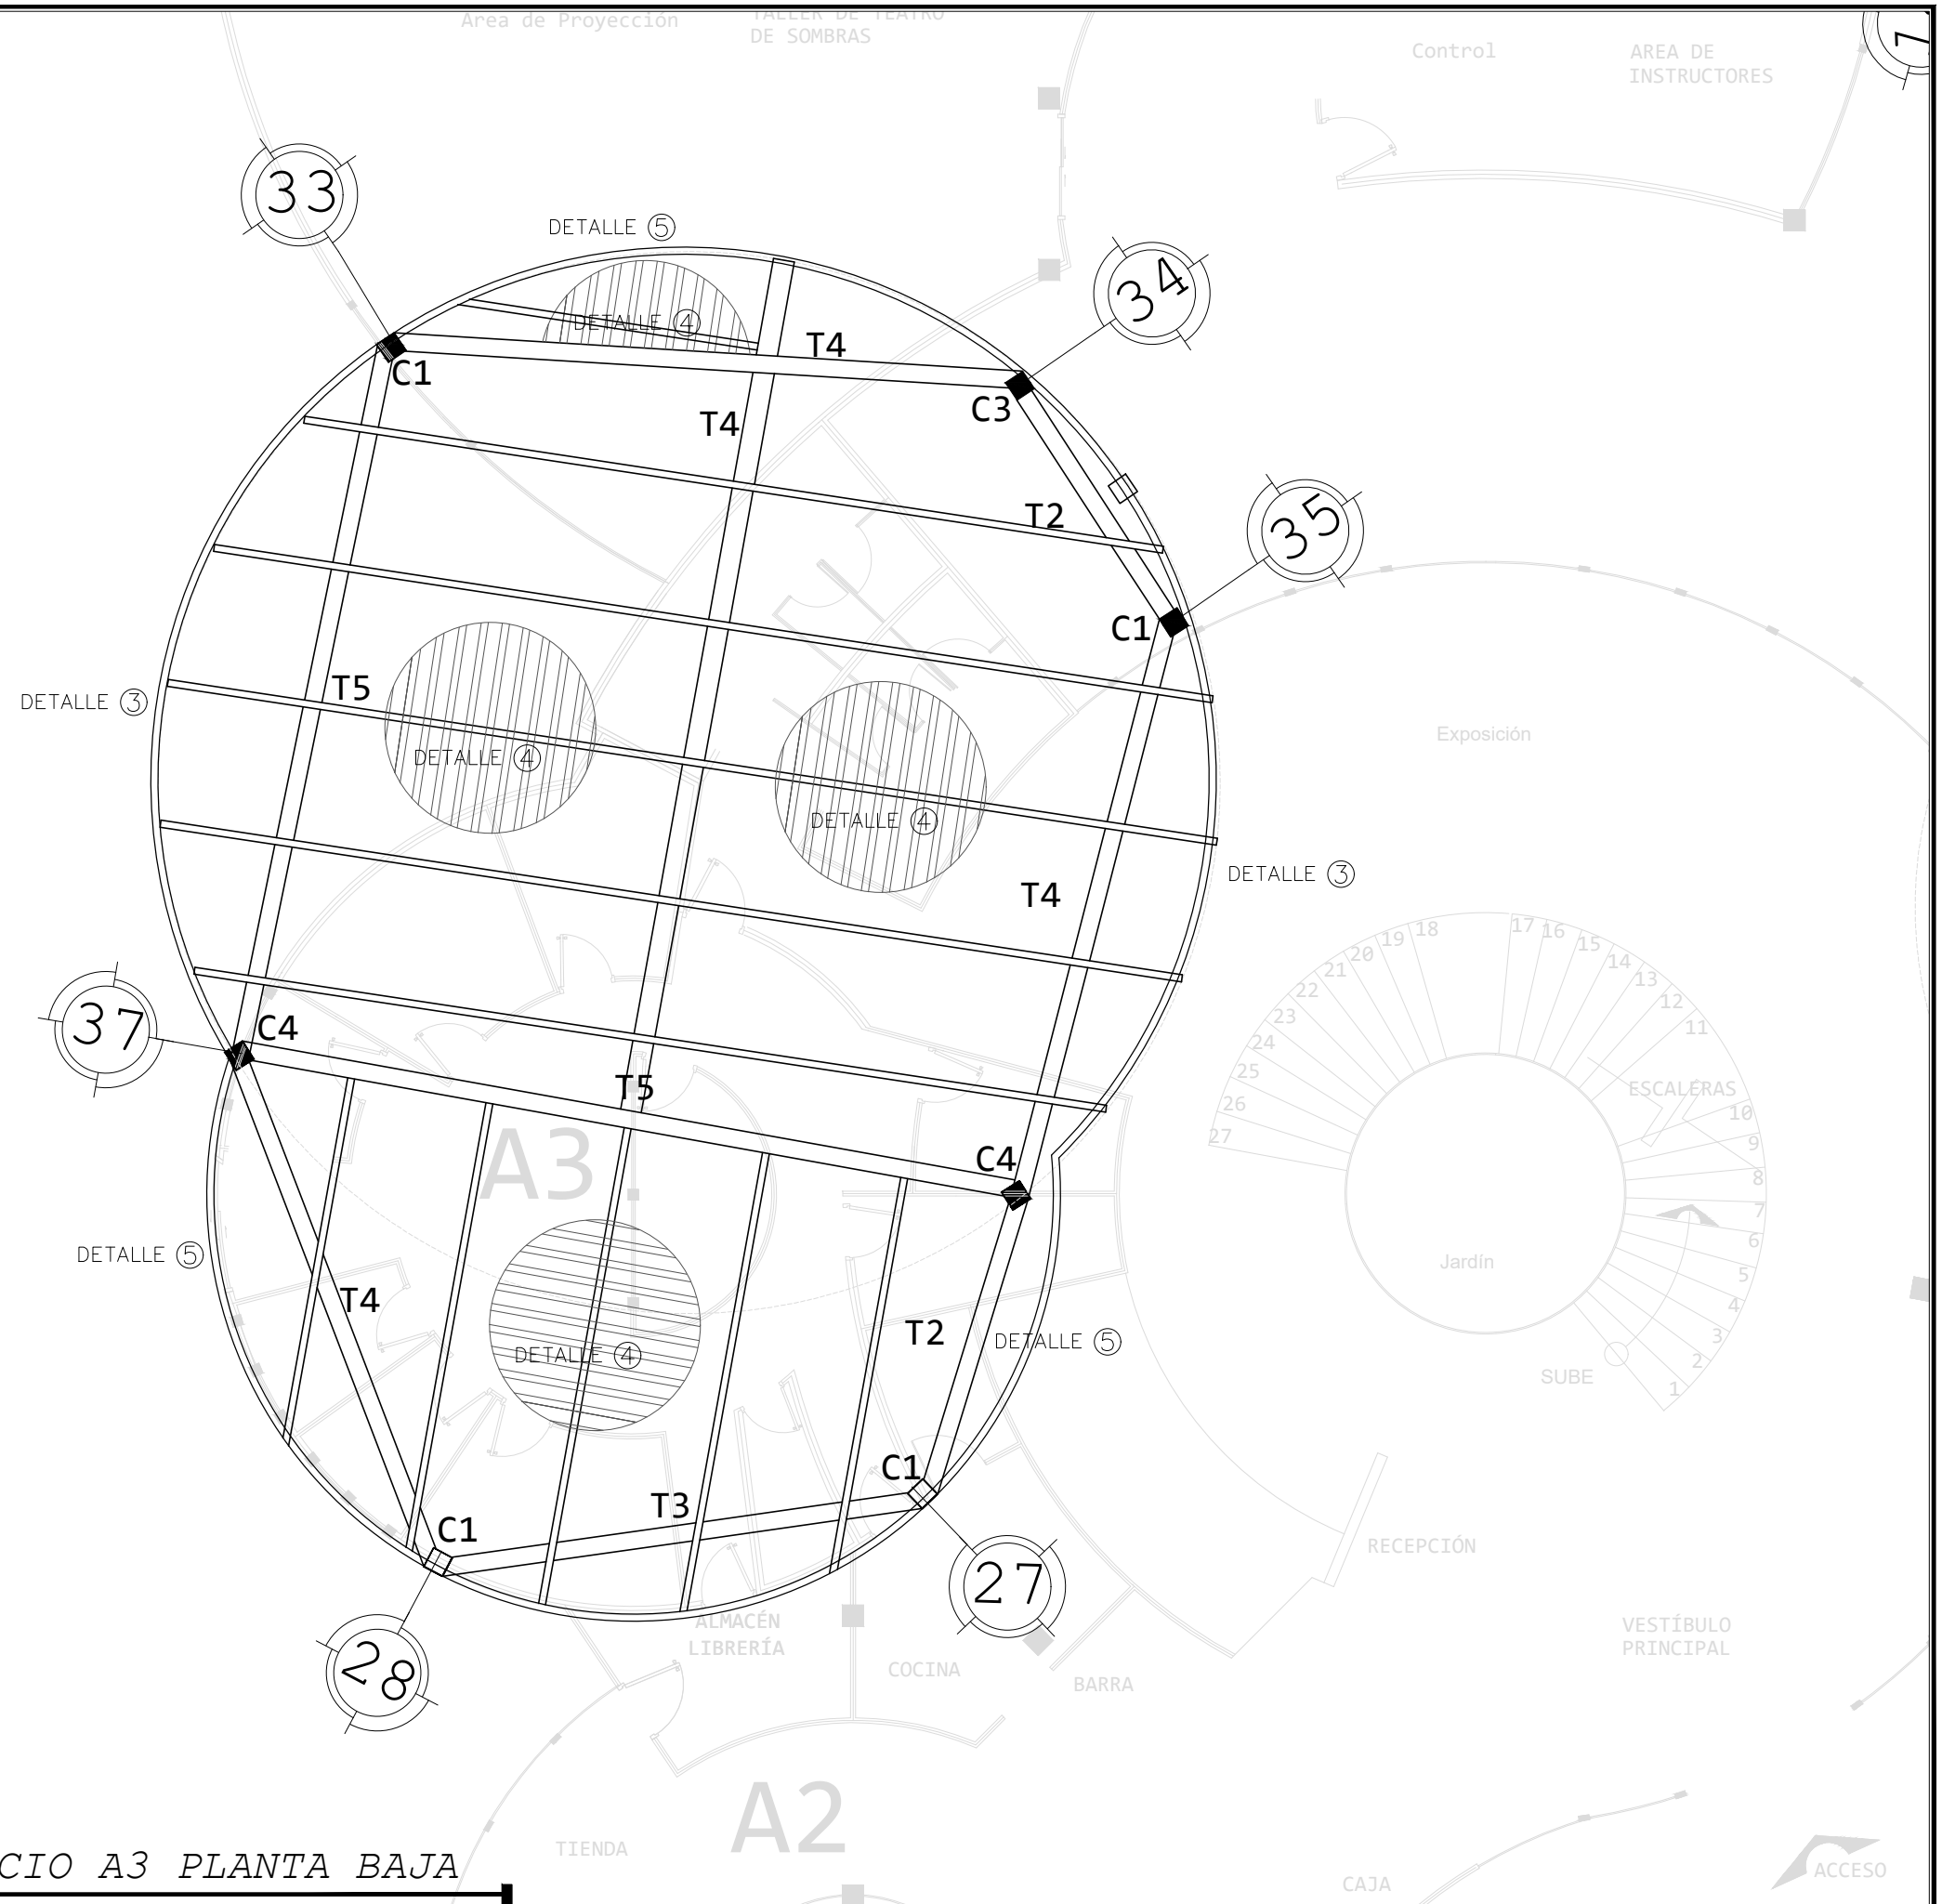 Area de Proyección
TALLER DE TEATRO
DE SOMBRAS
Control
AREA DE
INSTRUCTORES
33
DETALLE 5
34
DETALLE 4
T4
C1
C3
T4
T2
35
C1
T5
DETALLE 3
DETALLE 4
DETALLE 4
Exposición
T4
DETALLE 3
17
16
15
14
13
12
11
10
9
8
7
6
5
4
3
2
1
18
19
20
21
22
23
24
25
26
27
ESCALERAS
37
C4
T5
A3.
C4
Jardín
DETALLE 5
T4
T2
DETALLE 5
DETALLE 4
SUBE
C1
T3
C1
27
RECEPCIÓN
28
ALMACÉN
LIBRERÍA
COCINA
BARRA
VESTÍBULO
PRINCIPAL
A2
TIENDA
CIO A3 PLANTA BAJA
CAJA
ACCESO